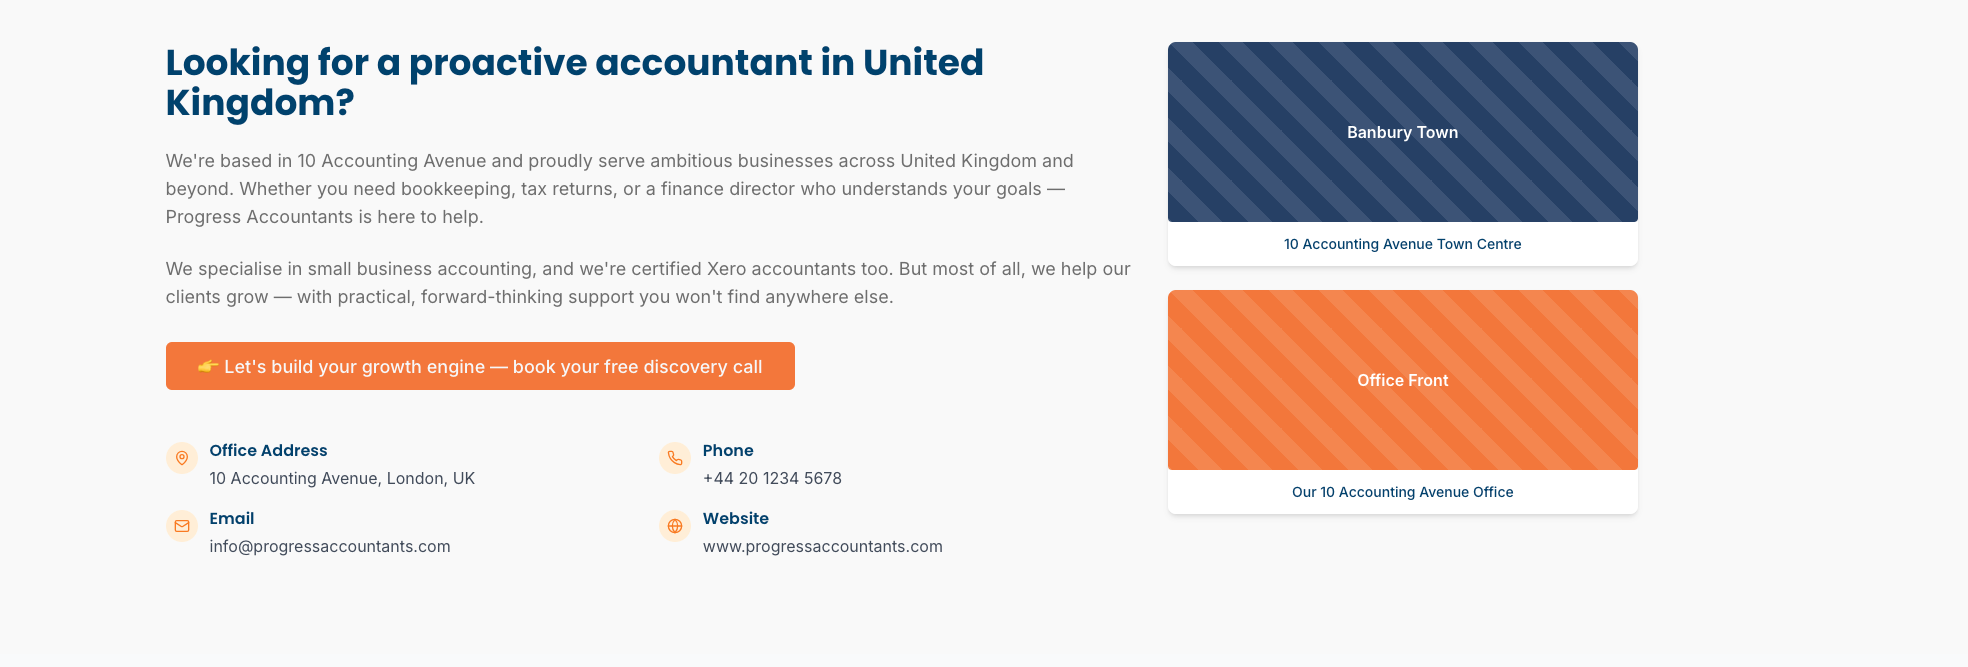 Looking for a proactive accountant in United
Kingdom?
We're based in 10 Accounting Avenue and proudly serve ambitious businesses across United Kingdom and
beyond. Whether you need bookkeeping, tax returns, or a finance director who understands your goals —
Progress Accountants is here to help.
We specialise in small business accounting, and we're certified Xero accountants too. But most of all, we help our
clients grow — with practical, forward-thinking support you won't find anywhere else.
👉 Let's build your growth engine — book your free discovery call
Office Address
10 Accounting Avenue, London, UK
Phone
+44 20 1234 5678
Email
info@progressaccountants.com
Website
www.progressaccountants.com
Banbury Town
10 Accounting Avenue Town Centre
Office Front
Our 10 Accounting Avenue Office